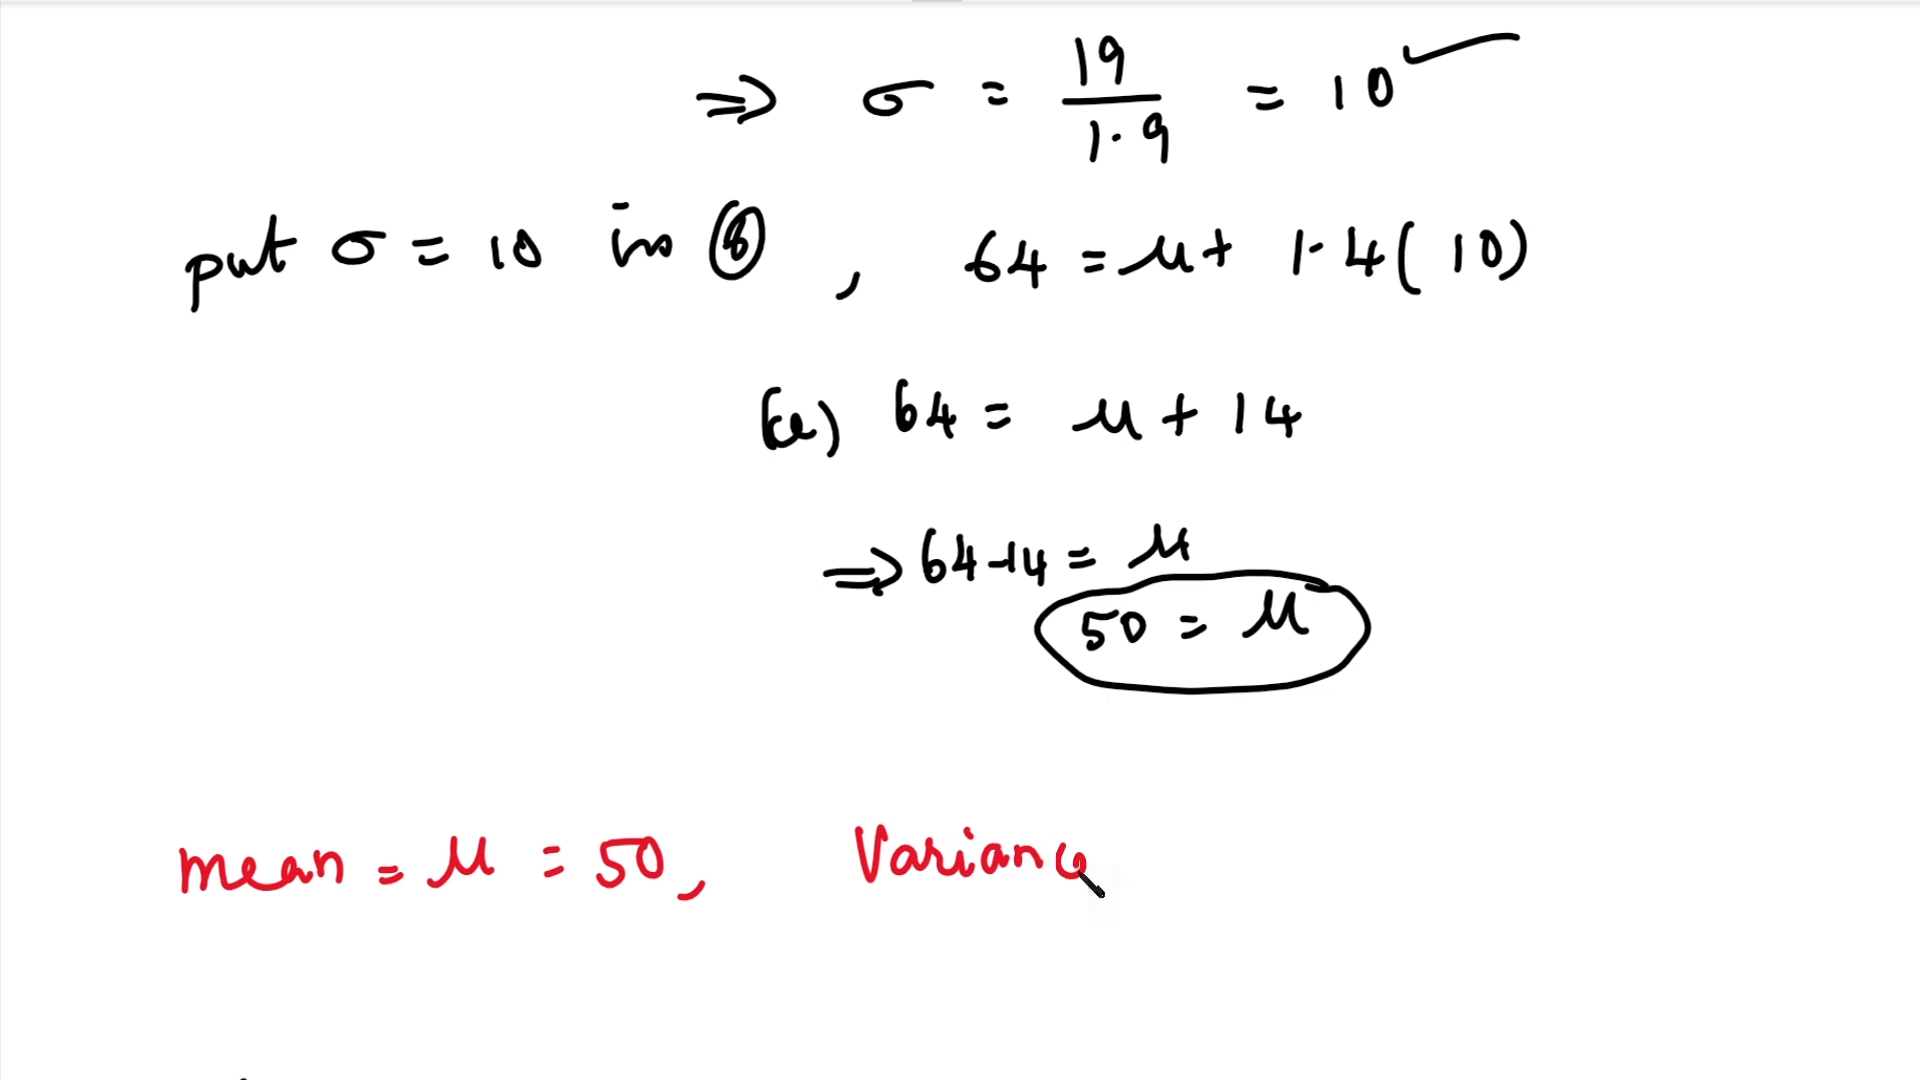 ⇒ σ = 19/1.9 = 10 ✓
put σ = 10 in ⑥, 64 = μ + 1.4(10)
(ie) 64 = μ + 14
⇒ 64-14 = μ
50 = μ
mean = μ = 50, Variance